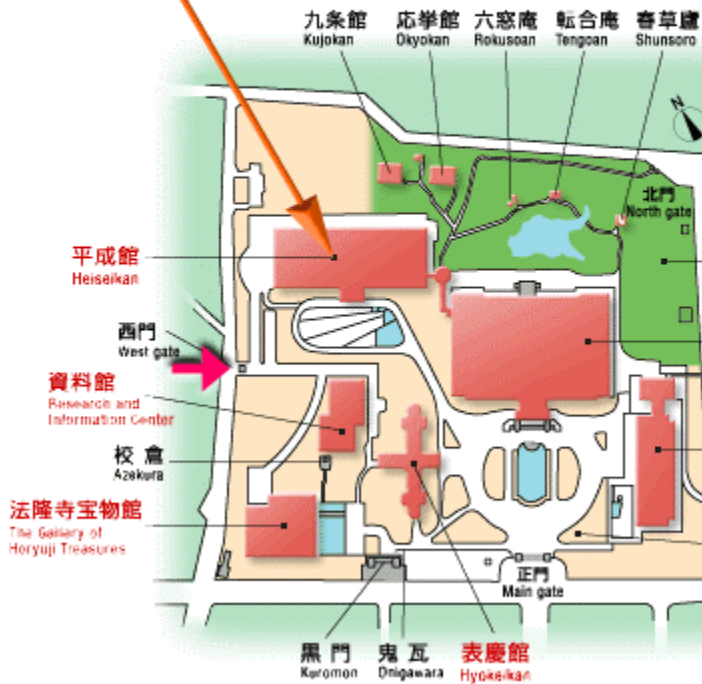 九条館
Kujokan
応挙館
Okyokan
六窓庵
Rokusoan
転合庵
Tengoan
春草廬
Shunsoro
N
北門
North gate
平成館
Heiseikan
西門
West gate
資料館
Research and
Information Center
校倉
Azekura
法隆寺宝物館
The Gallery of
Horyuji Treasures
正門
Main gate
黒門
Kuromon
鬼瓦
Onigawara
表慶館
Hyokeikan